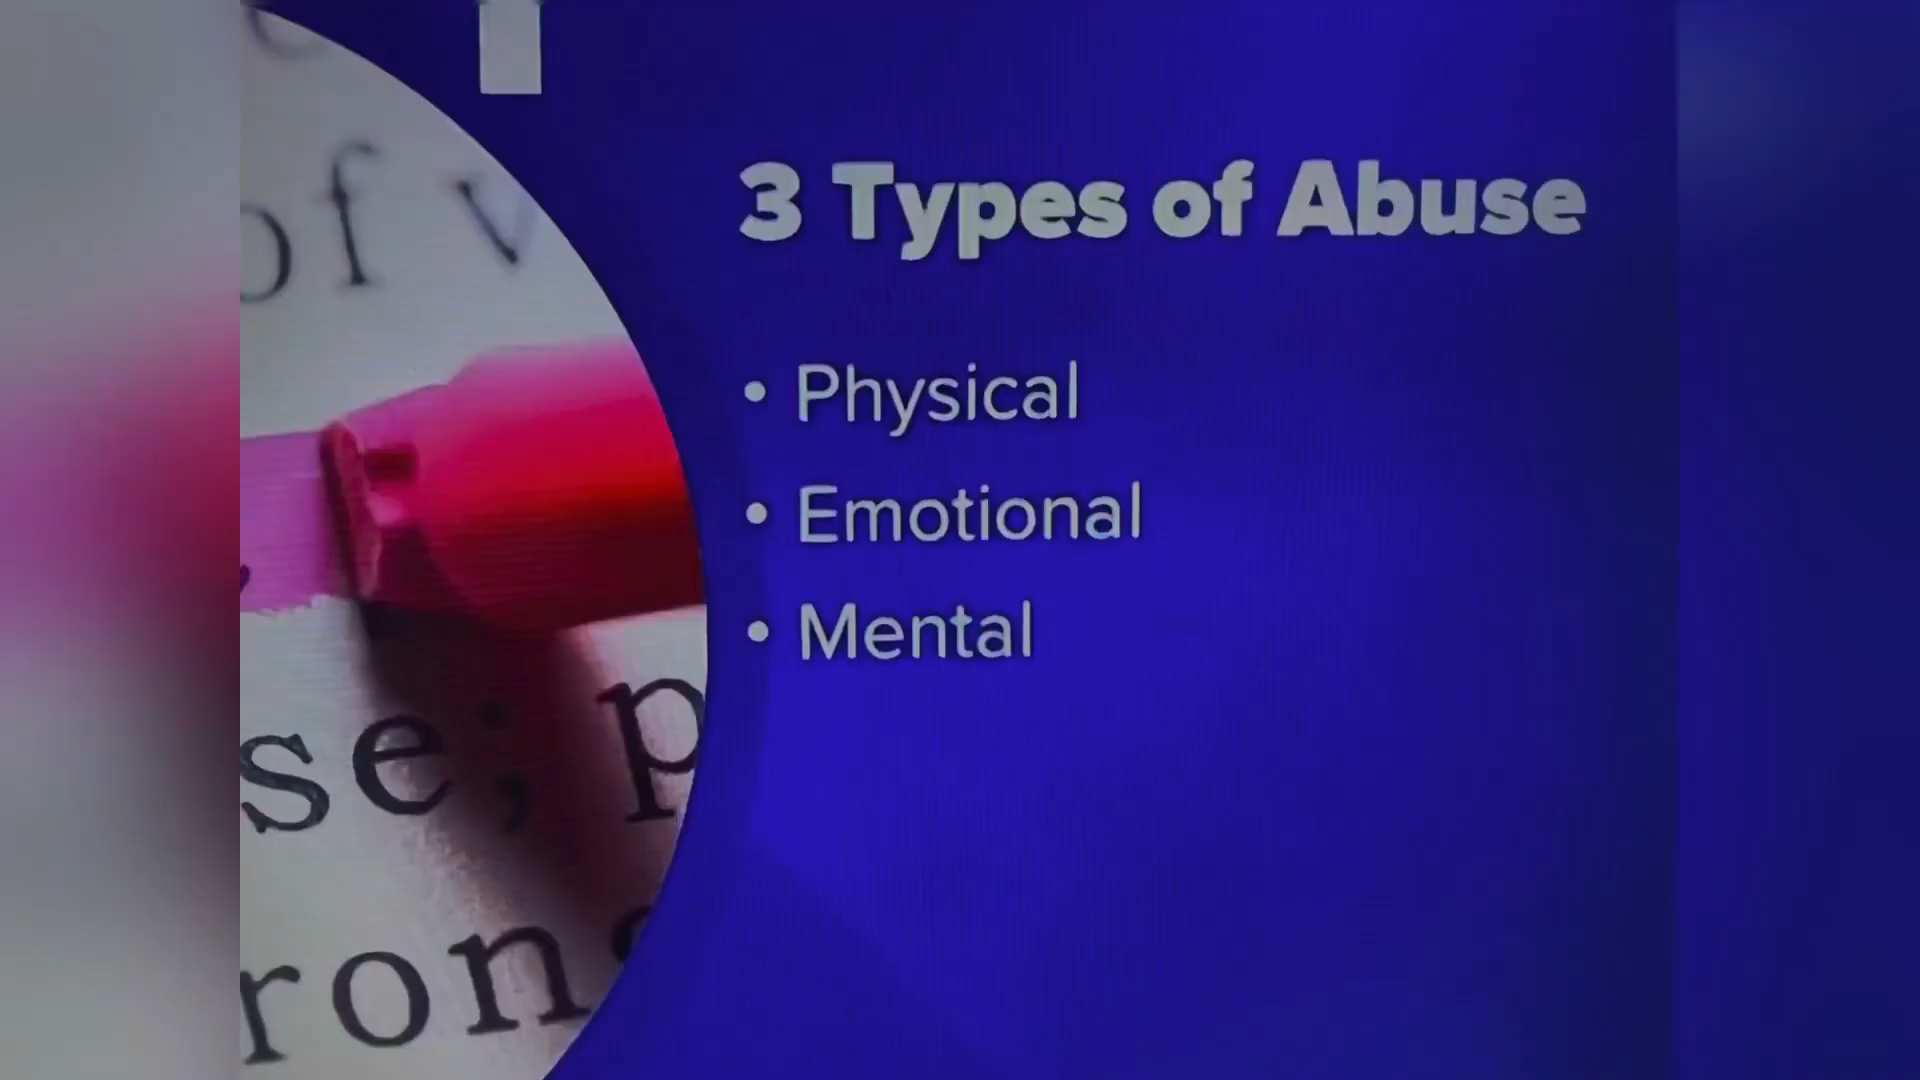 of v
3 Types of Abuse
• Physical
• Emotional
• Mental
se; p
ron